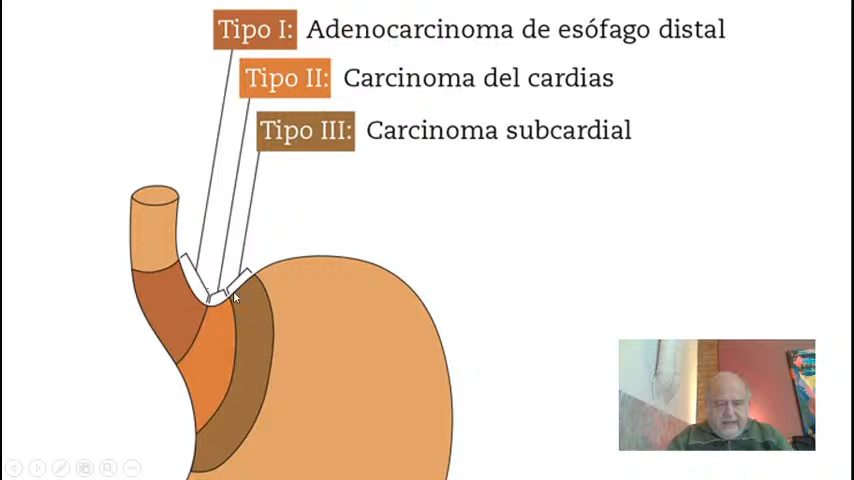 Tipo I: Adenocarcinoma de esófago distal
Tipo II: Carcinoma del cardias
Tipo III: Carcinoma subcardial